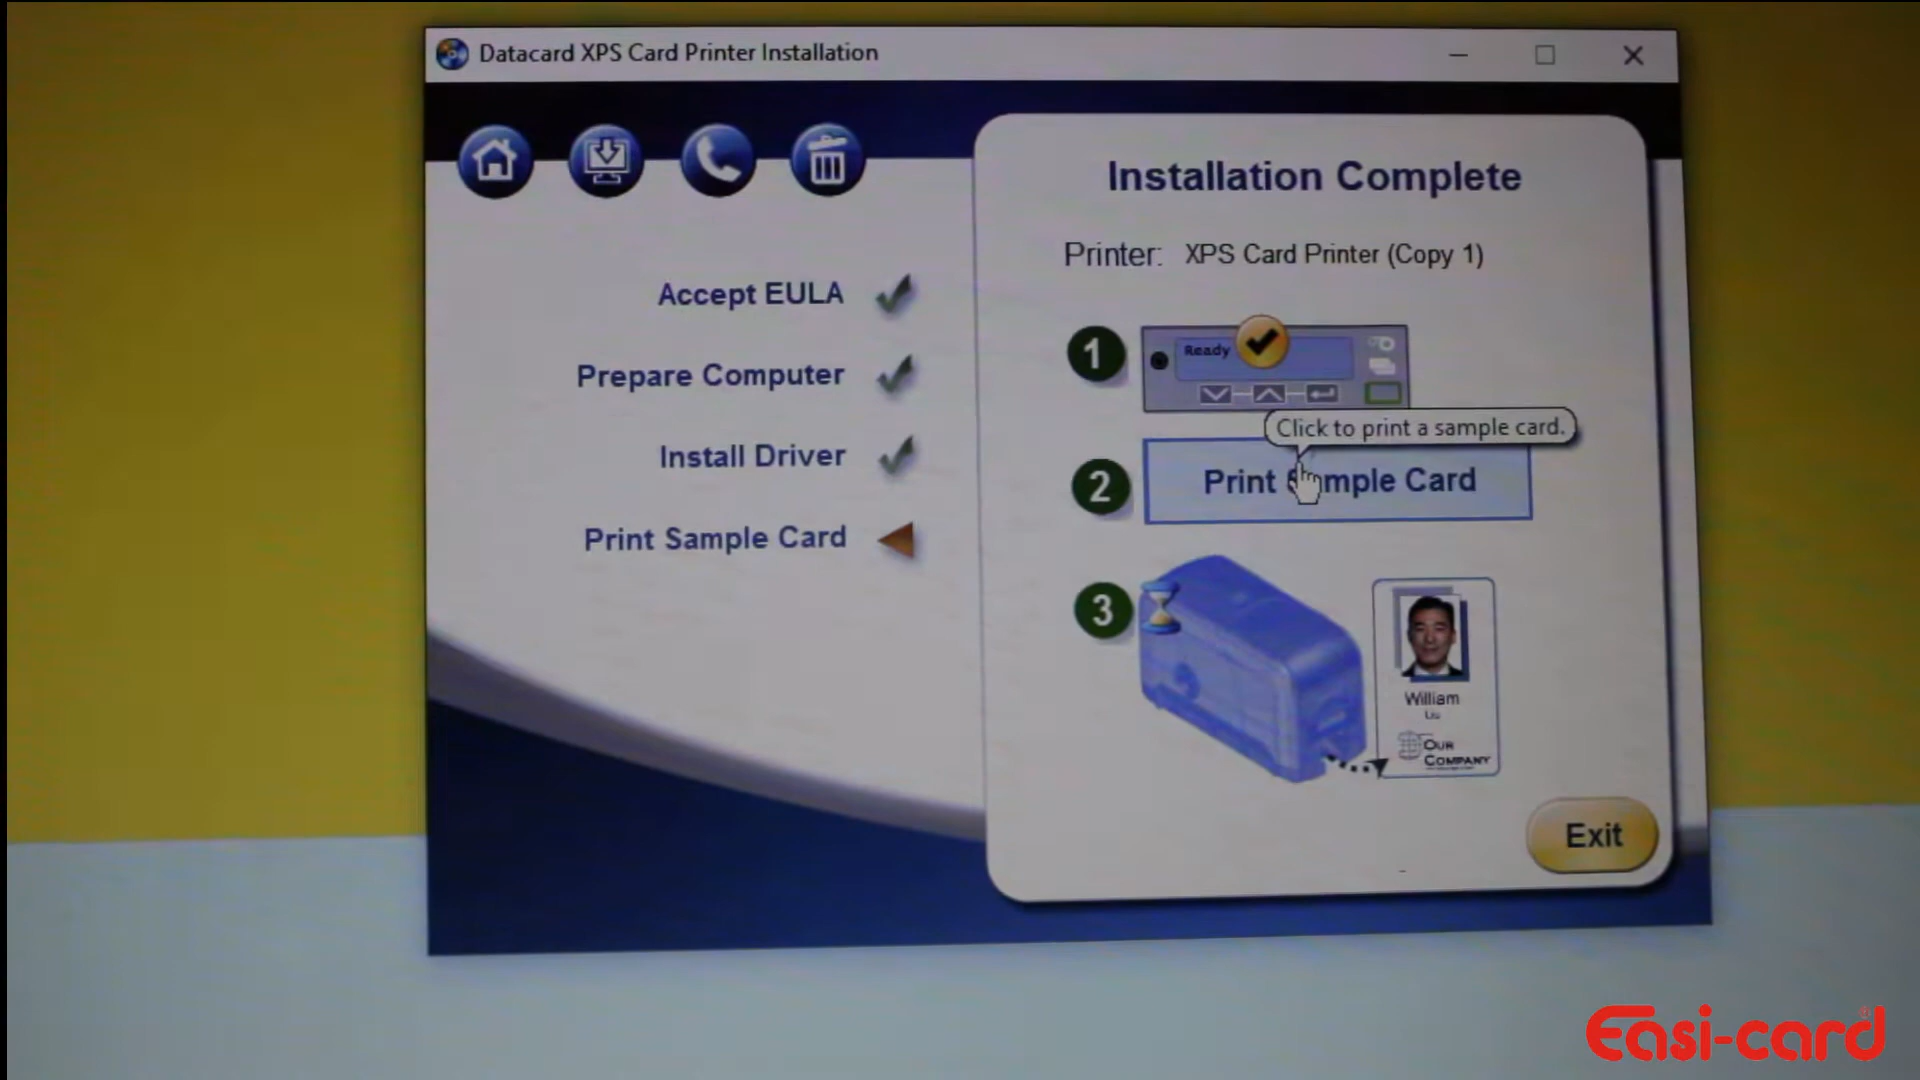 Datacard XPS Card Printer Installation
Installation Complete
Printer: XPS Card Printer (Copy 1)
Accept EULA
Prepare Computer
Install Driver
Print Sample Card
1
Ready
Click to print a sample card.
2
Print Sample Card
3
William
OUR
COMPANY
Exit
Easi-card